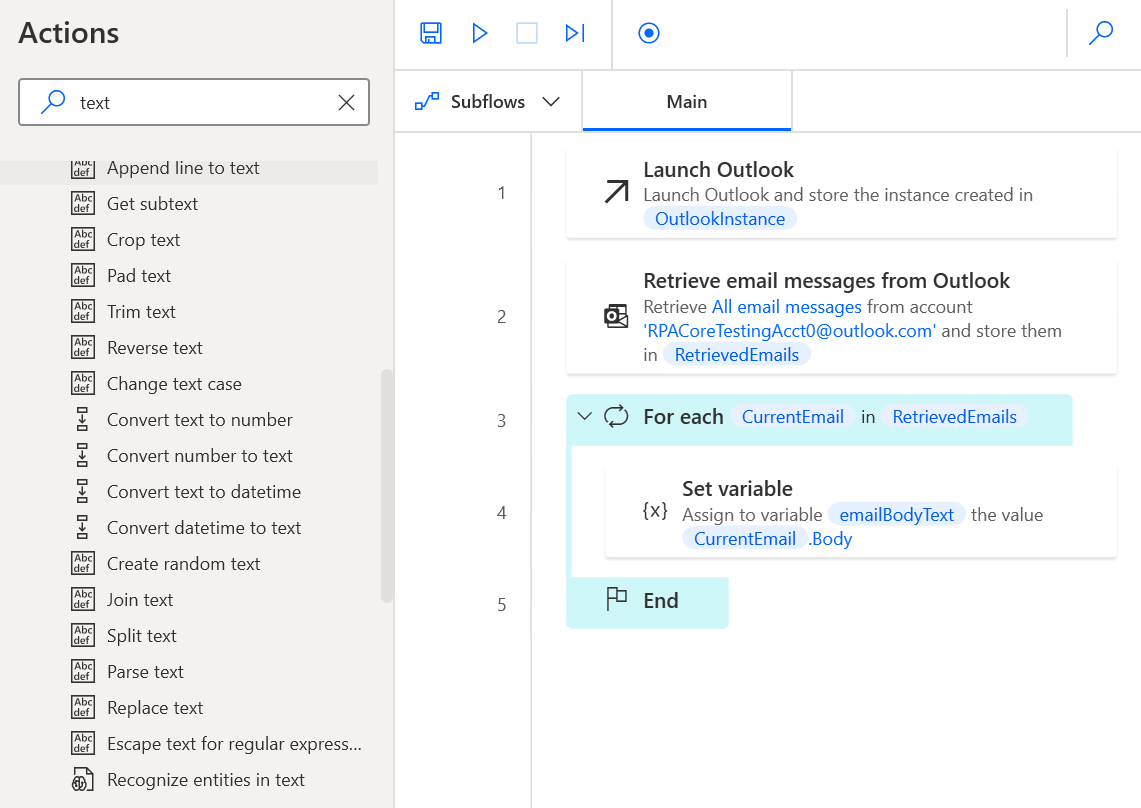 Actions
text
Append line to text
Get subtext
Crop text
Pad text
Trim text
Reverse text
Change text case
Convert text to number
Convert number to text
Convert text to datetime
Convert datetime to text
Create random text
Join text
Split text
Parse text
Replace text
Escape text for regular express...
Recognize entities in text
Subflows
Main
1
Launch Outlook
Launch Outlook and store the instance created in
OutlookInstance
2
Retrieve email messages from Outlook
Retrieve All email messages from account
'RPACoreTestingAcct0@outlook.com' and store them
in RetrievedEmails
3
For each CurrentEmail in RetrievedEmails
4
Set variable
{x}
Assign to variable emailBodyText the value
CurrentEmail .Body
5
End